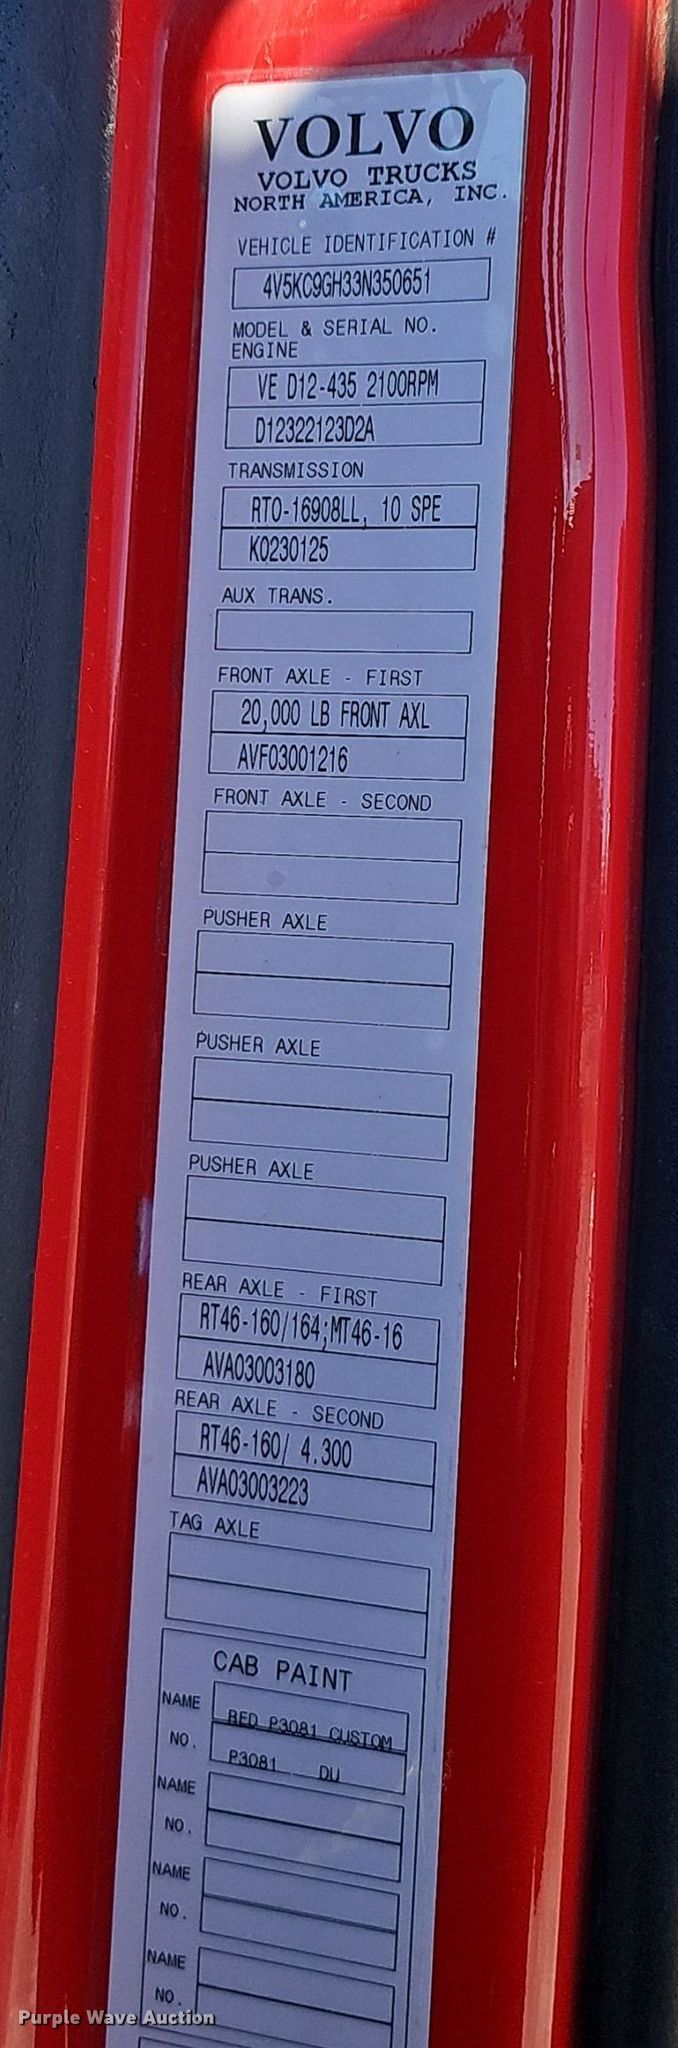 VOLVO
VOLVO TRUCKS
NORTH AMERICA, INC.
VEHICLE IDENTIFICATION #
4V5KC9GH33N350651
MODEL & SERIAL NO.
ENGINE
VE D12-435 2100RPM
D12322123D2A
TRANSMISSION
RTO-16908LL, 10 SPE
K0230125
AUX TRANS.
FRONT AXLE - FIRST
20,000 LB FRONT AXL
AVF03001216
FRONT AXLE - SECOND
PUSHER AXLE
PUSHER AXLE
PUSHER AXLE
REAR AXLE - FIRST
RT46-160/164;MT46-16
AVA03003180
REAR AXLE - SECOND
RT46-160/ 4.300
AVA03003223
TAG AXLE
CAB PAINT
NAME RED P3081 CUSTOM
NO. P3081 DU
NAME
NO.
NAME
NO.
NAME
NO.
Purple Wave Auction